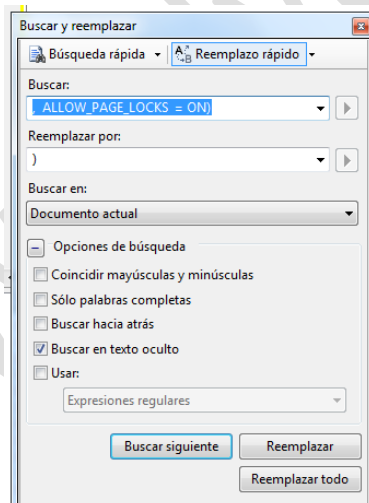 Buscar y reemplazar
Búsqueda rápida Reemplazo rápido
Buscar:
, ALLOW_PAGE_LOCKS = ON)
Reemplazar por:
)
Buscar en:
Documento actual
Opciones de búsqueda
Coincidir mayúsculas y minúsculas
Sólo palabras completas
Buscar hacia atrás
Buscar en texto oculto
Usar:
Expresiones regulares
Buscar siguiente Reemplazar
Reemplazar todo